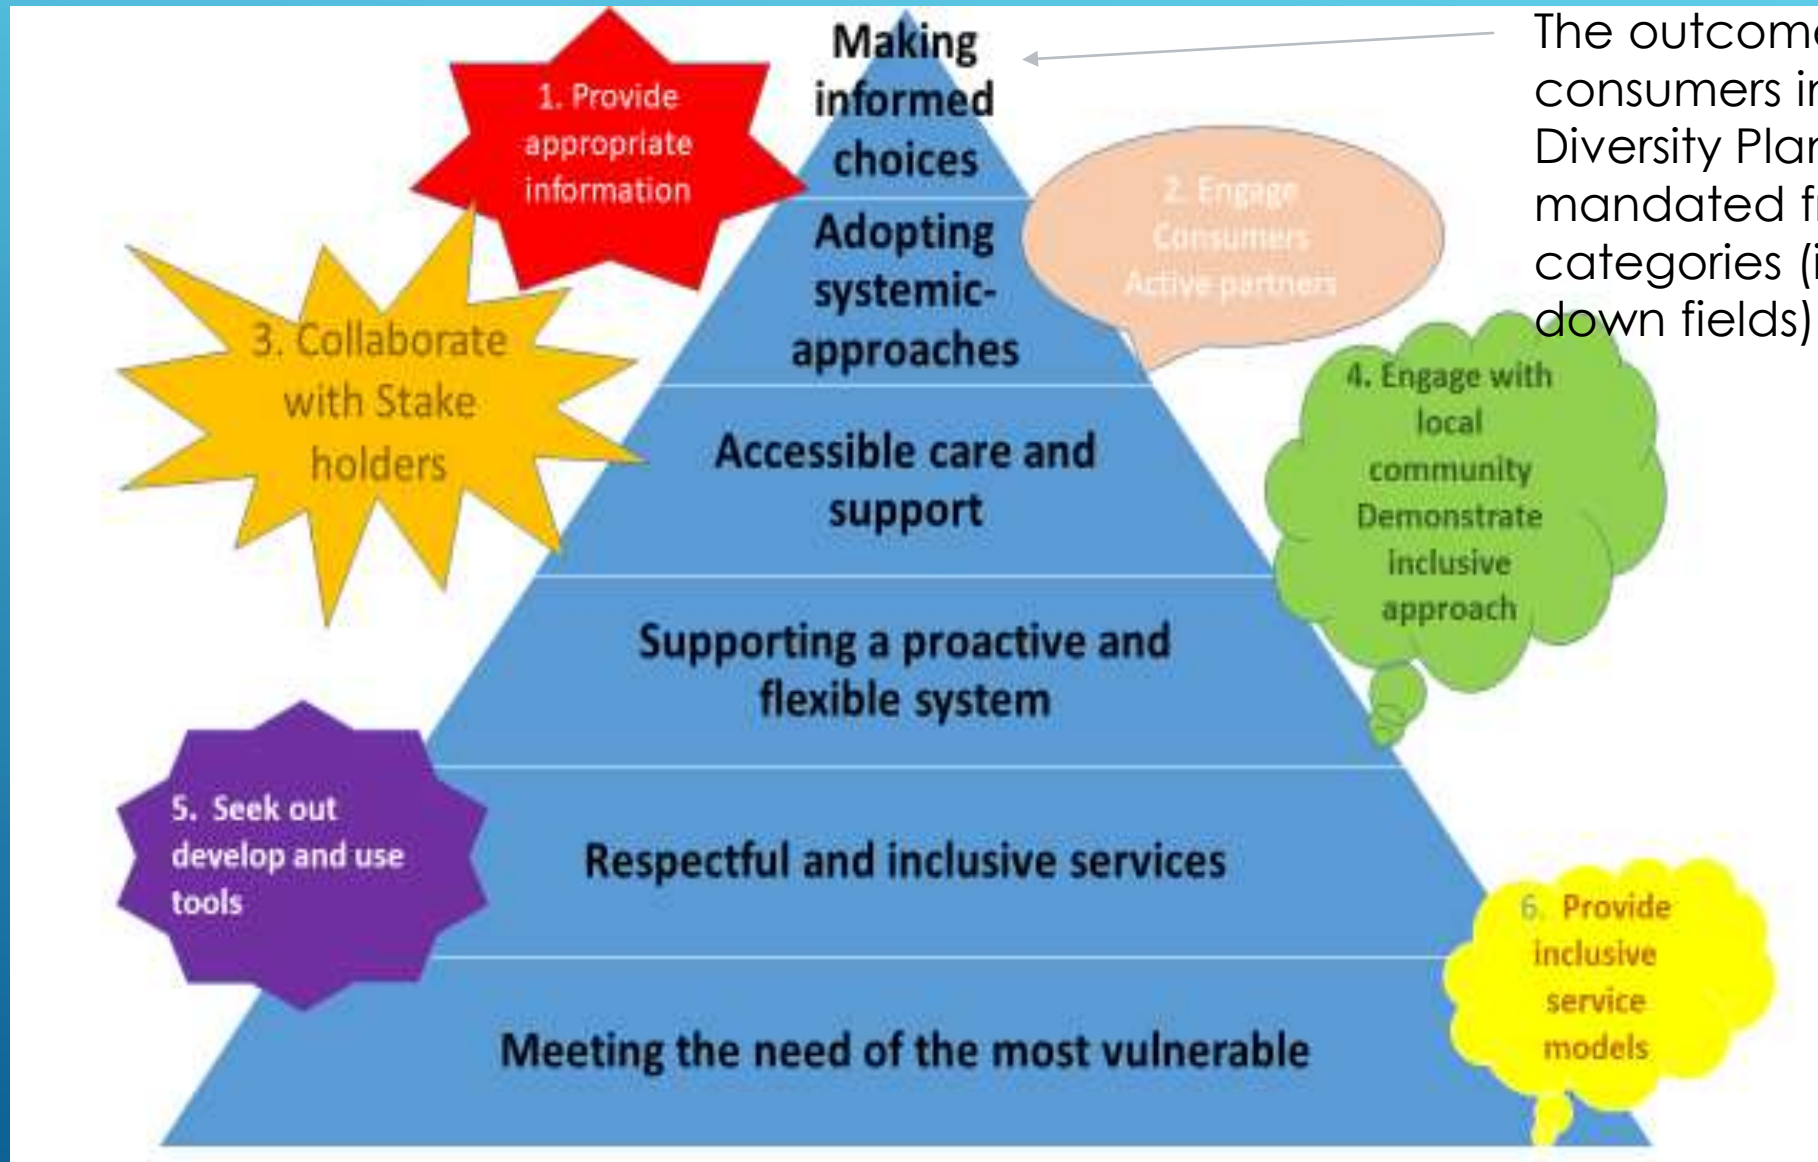 Making
informed
choices
Adopting
systemic-
approaches
Accessible care and
support
Supporting a proactive and
flexible system
Respectful and inclusive services
Meeting the need of the most vulnerable
1. Provide
appropriate
information
2. Engage
Consumers
Active partners
3. Collaborate
with Stake
holders
4. Engage with
local
community
Demonstrate
inclusive
approach
5. Seek out
develop and use
tools
6. Provide
inclusive
service
models
The
consumers
Diversity
mandated
categories
down fields)